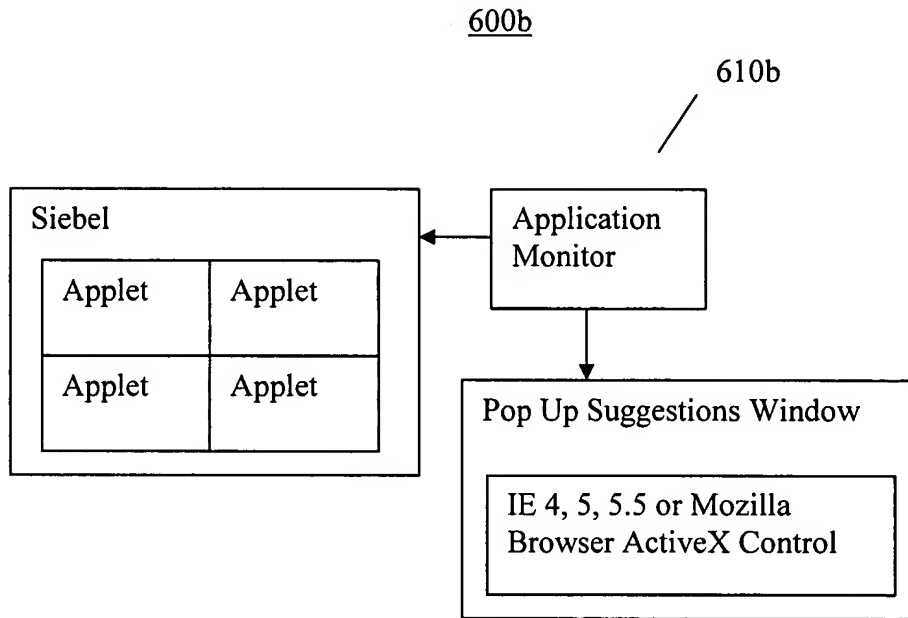 600b
610b
Siebel
Application
Monitor
Applet Applet
Applet Applet
Pop Up Suggestions Window
IE 4, 5, 5.5 or Mozilla
Browser ActiveX Control